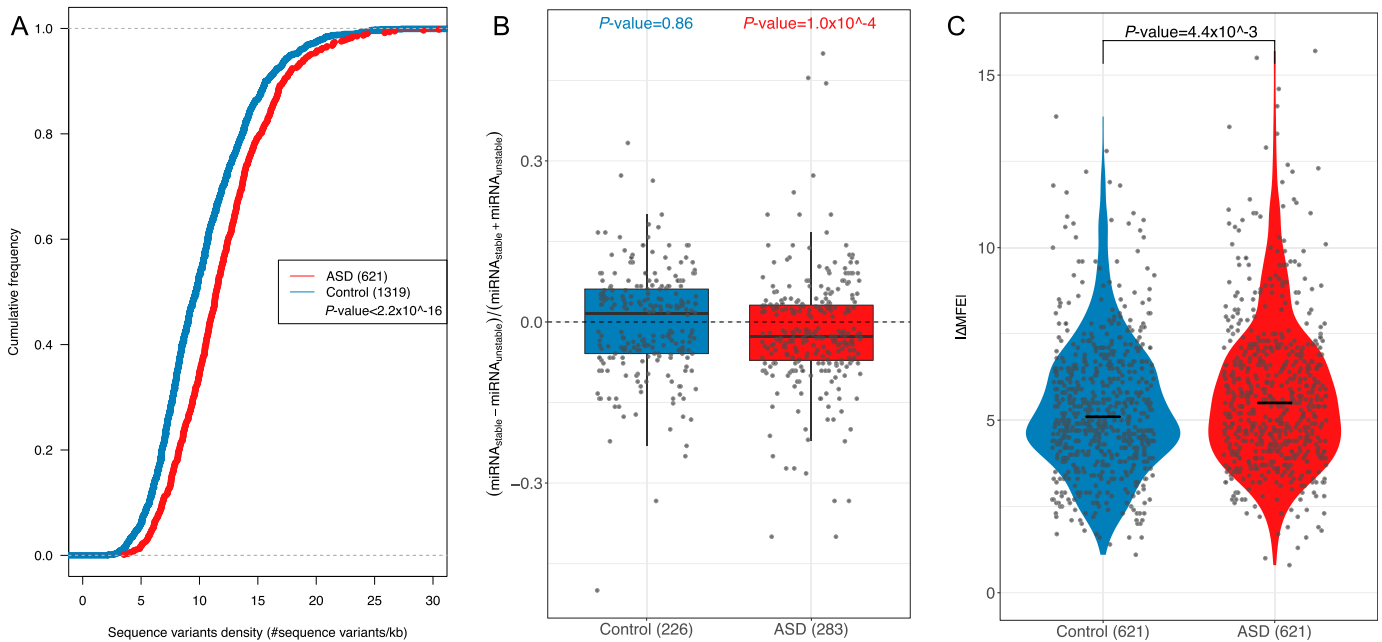 A
1.0
0.8
0.6
0.4
0.2
0.0
Cumulative frequency
ASD (621)
Control (1319)
P-value<2.2x10^-16
0 5 10 15 20 25 30
Sequence variants density (#sequence variants/kb)
B
P-value=0.86 P-value=1.0x10^-4
0.3
0.0
−0.3
(miRNAstable − miRNAunstable)/(miRNAstable + miRNAunstable)
Control (226) ASD (283)
C
P-value=4.4x10^-3
15
10
5
0
IΔMFEI
Control (621) ASD (621)